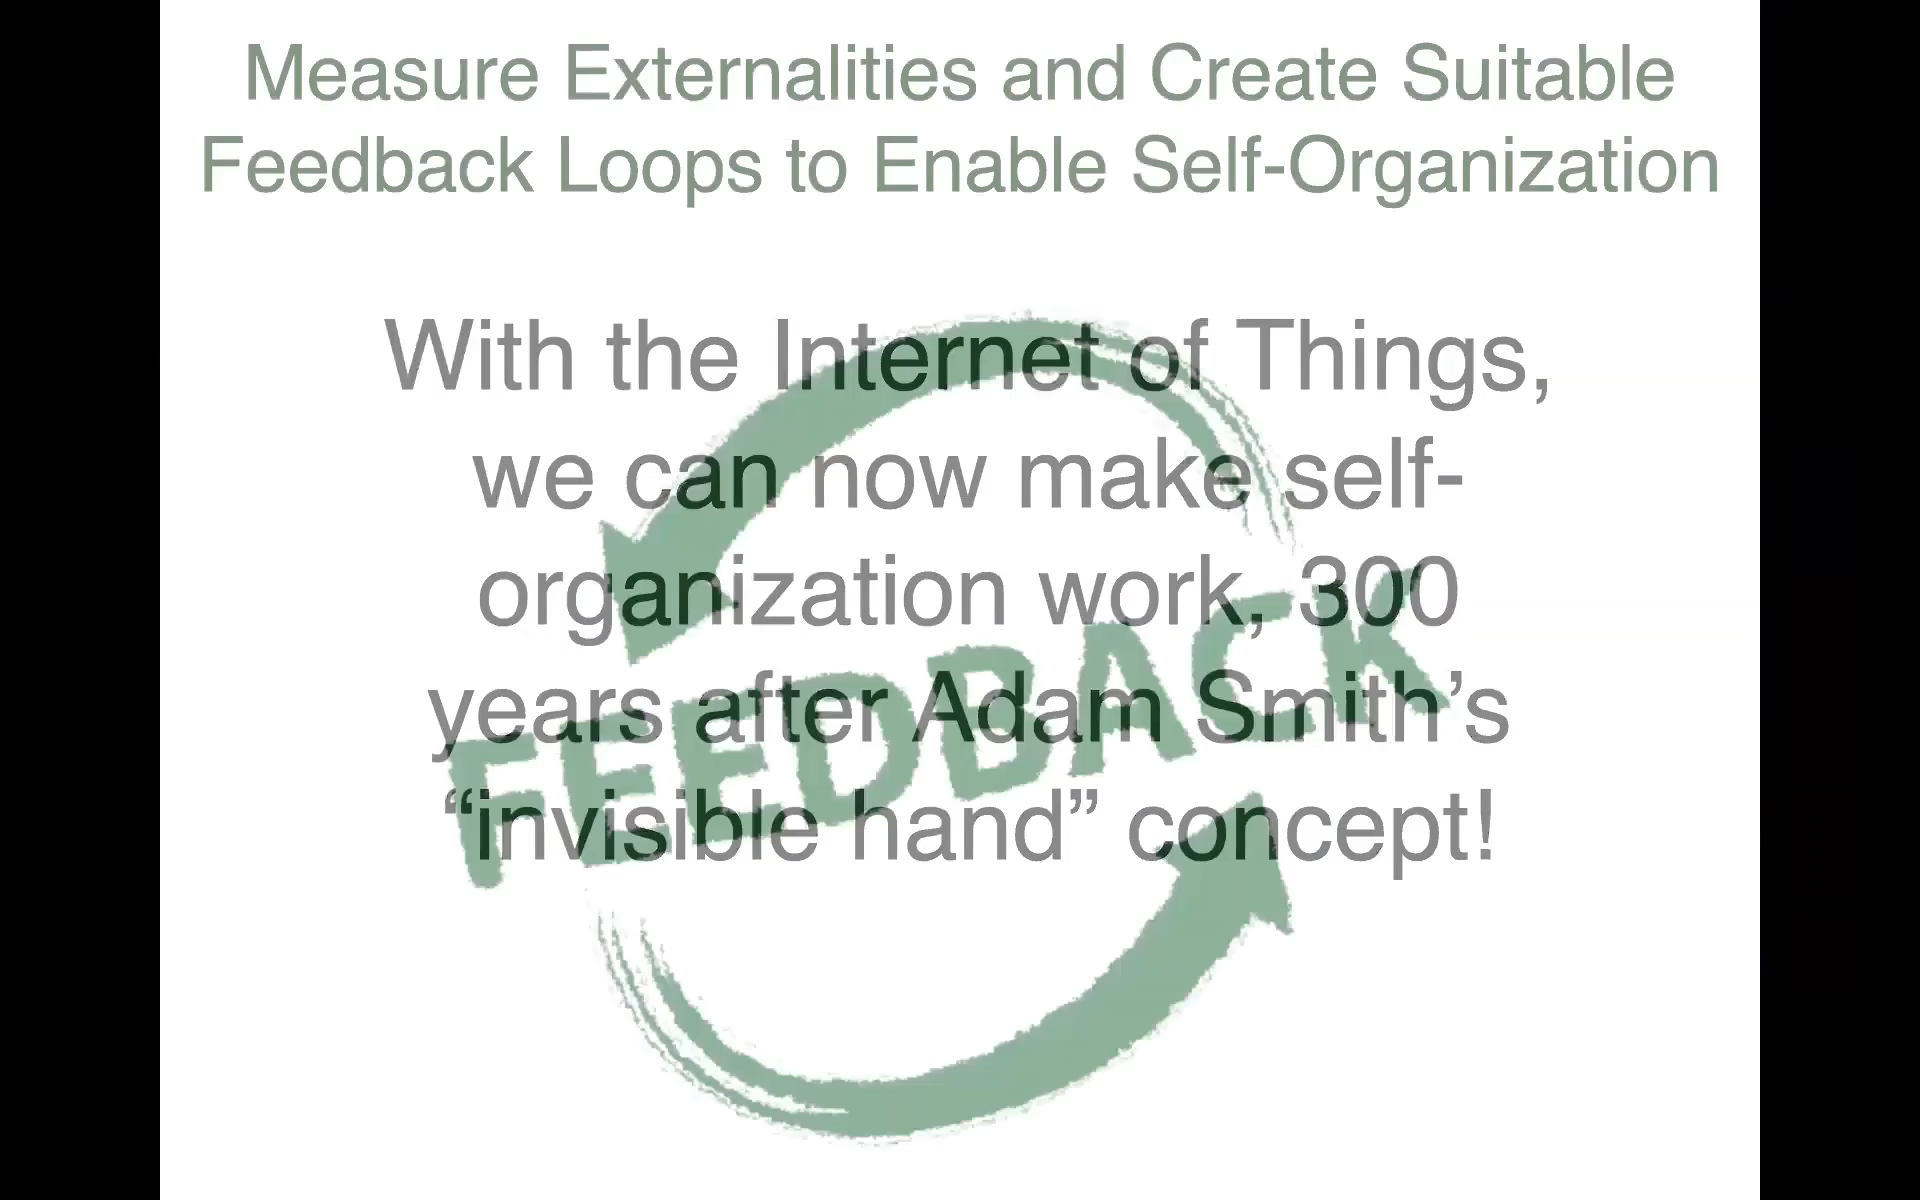 Measure Externalities and Create Suitable
Feedback Loops to Enable Self-Organization
With the Internet of Things,
we can now make self-
organization work, 300
years after Adam Smith’s
“invisible hand” concept!
FEEDBACK